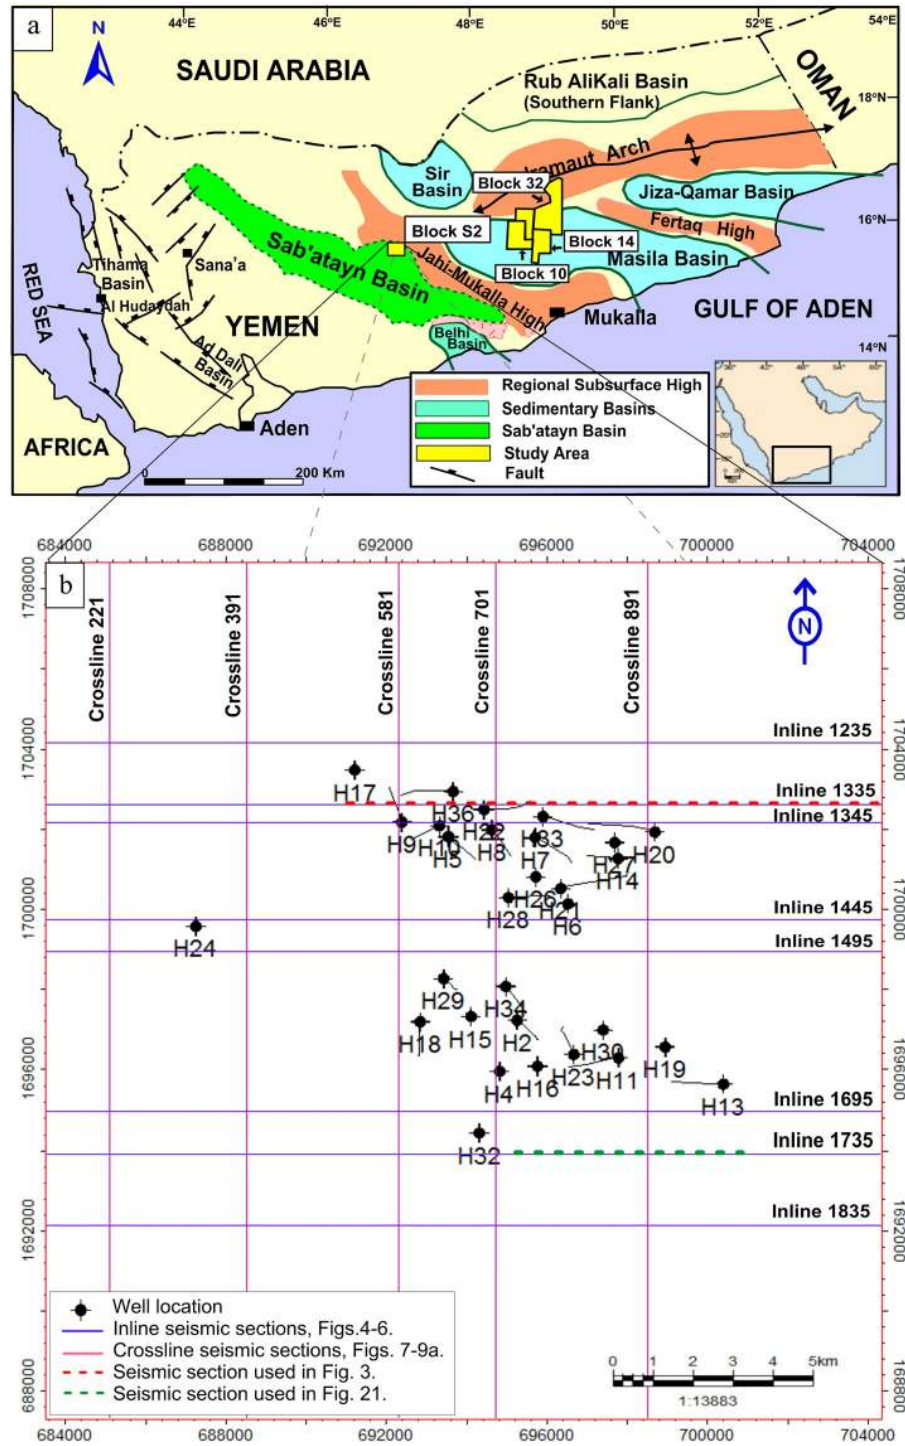 a
N
44°E
46°E
48°E
50°E
52°E
54°E
SAUDI ARABIA
Rub AliKali Basin
(Southern Flank)
OMAN
18°N
dramaut Arch
Sir
Basin
Block 32
Jiza-Qamar Basin
16°N
Fertaq High
Block S2
Block 14
Masila Basin
Block 10
Sab'atayn Basin
Jahi-Mukalla High
Tihama
Basin
Sana'a
Al Hudaydah
RED SEA
YEMEN
Mukalla
GULF OF ADEN
Belhi
Basin
14°N
Ad Dali
Basin
Aden
AFRICA
0 200 Km
Regional Subsurface High
Sedimentary Basins
Sab'atayn Basin
Study Area
Fault
684000 688000 692000 696000 700000 704000
b
1708000
1708000
N
Crossline 221
Crossline 391
Crossline 581
Crossline 701
Crossline 891
Inline 1235
1704000
1704000
H17
Inline 1335
H36
Inline 1345
H22
H33
H9
H10
H5
H8
H7
H20
H27
H14
H26
H21
H28
H6
1700000
1700000
Inline 1445
H24
Inline 1495
H29
H34
H15
H18
H2
H30
H19
H23
H11
H4
H16
H13
1696000
1696000
Inline 1695
Inline 1735
H32
Inline 1835
1692000
1692000
Well location
Inline seismic sections, Figs.4-6.
Crossline seismic sections, Figs. 7-9a.
Seismic section used in Fig. 3.
Seismic section used in Fig. 21.
0 1 2 3 4 5km
1:13883
1688000
1688000
684000 688000 692000 696000 700000 704000